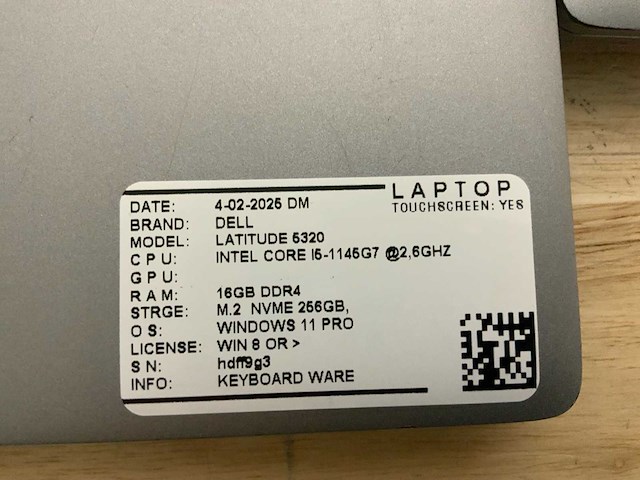 LAPTOP
TOUCHSCREEN: YES
DATE: 4-02-2025 DM
BRAND: DELL
MODEL: LATITUDE 5320
CPU: INTEL CORE I5-1145G7 @2,6GHZ
GPU:
RAM: 16GB DDR4
STRGE: M.2 NVME 256GB,
OS: WINDOWS 11 PRO
LICENSE: WIN 8 OR >
SN: hdff9g3
INFO: KEYBOARD WARE